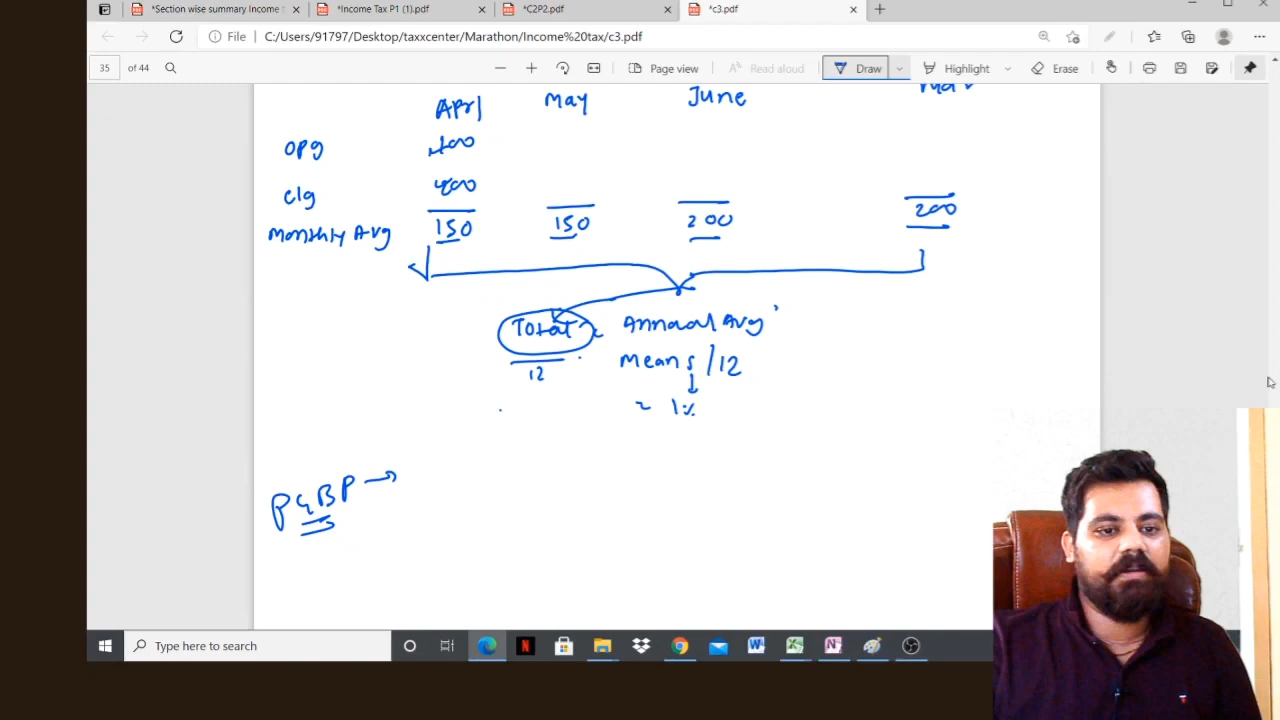 *Section wise summary Income t
*Income Tax P1 (1).pdf
*C2P2.pdf
*c3.pdf
File C:/Users/91797/Desktop/taxxcenter/Marathon/Income%20tax/c3.pdf
35 of 44 Page view Read aloud Draw Highlight Erase
April May June
opg 100
clg
Monthly Avg 150 150 200 200
Total Annual Avg
12 Means /12
= 1%
PGBP →
Type here to search